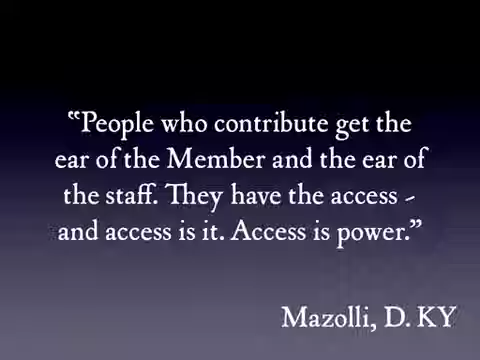 “People who contribute get the
ear of the Member and the ear of
the staff. They have the access -
and access is it. Access is power.”
Mazolli, D. KY